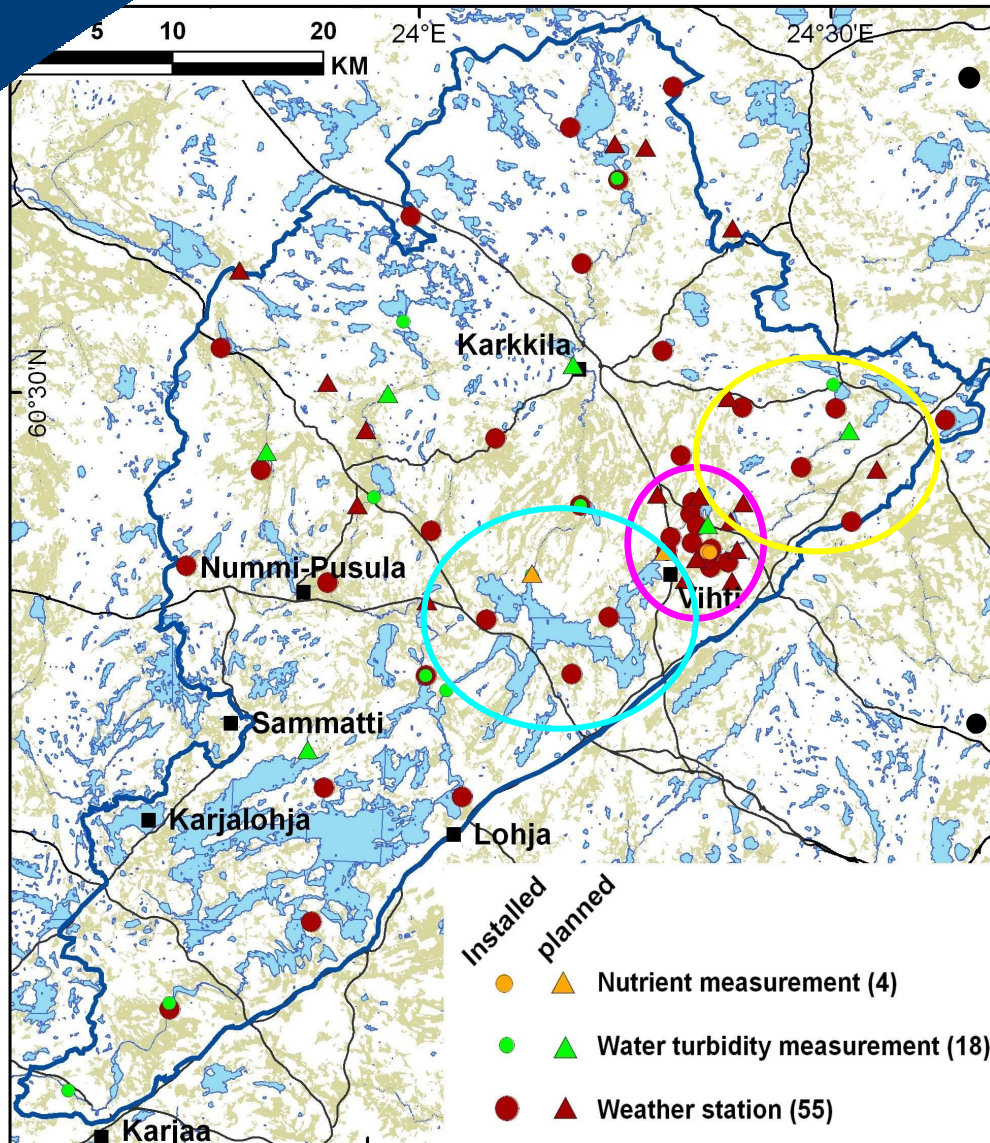 5 10 20
KM
24°E
24°30'E
60°30'N
Karkkila
Nummi-Pusula
Vihti
Sammatti
Karjalohja
Lohja
Karjaa
Installed
planned
Nutrient measurement (4)
Water turbidity measurement (18)
Weather station (55)